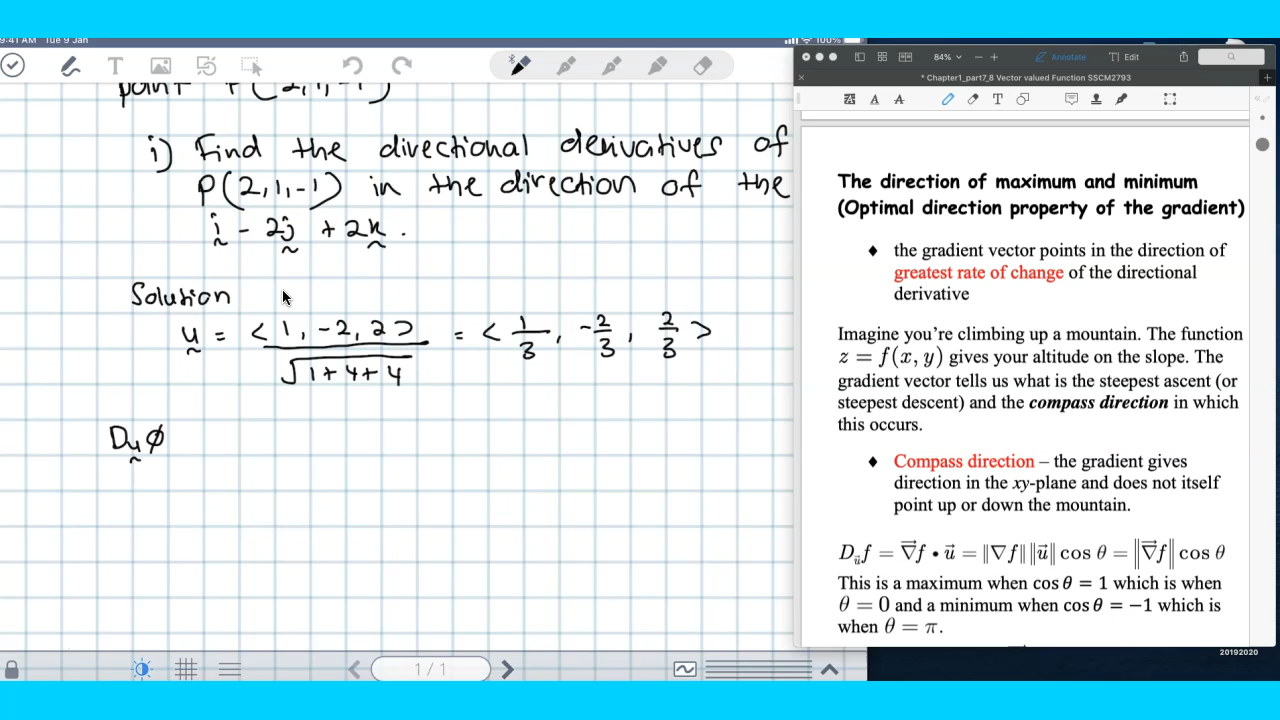 9:41 AM Tue 9 Jan
100%
point P(2,1,-1)
i) Find the directional derivatives of
P(2,1,-1) in the direction of the
i - 2j + 2k .
Solution
u = <1, -2, 2> / √(1+4+4) = <1/3, -2/3, 2/3>
Duφ
1 / 1
84%
Annotate
Edit
* Chapter1_part7_8 Vector valued Function SSCM2793
The direction of maximum and minimum
(Optimal direction property of the gradient)
♦ the gradient vector points in the direction of
greatest rate of change of the directional
derivative
Imagine you're climbing up a mountain. The function
z = f(x, y) gives your altitude on the slope. The
gradient vector tells us what is the steepest ascent (or
steepest descent) and the compass direction in which
this occurs.
♦ Compass direction – the gradient gives
direction in the xy-plane and does not itself
point up or down the mountain.
D_u⃗ f = ∇⃗f • u⃗ = ||∇f|| ||u⃗|| cos θ = ||∇⃗f|| cos θ
This is a maximum when cos θ = 1 which is when
θ = 0 and a minimum when cos θ = −1 which is
when θ = π.
20192020